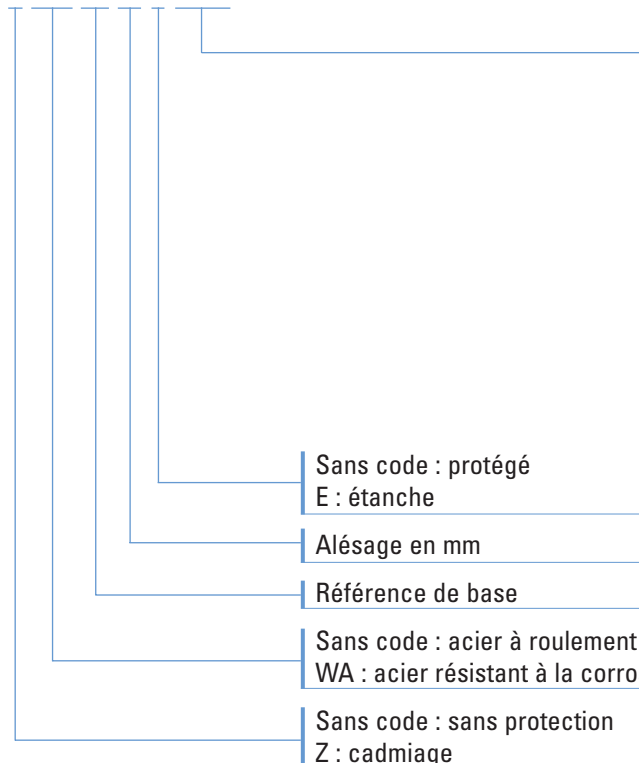 Sans code : protégé
E : étanche
Alésage en mm
Référence de base
Sans code : acier à roulement
WA : acier résistant à la corro
Sans code : sans protection
Z : cadmiage